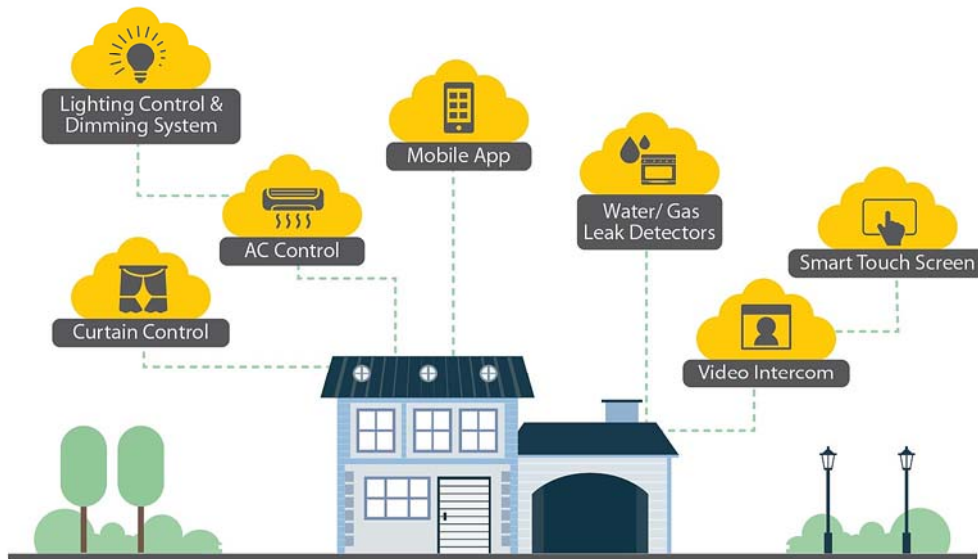 Lighting Control &
Dimming System
Mobile App
AC Control
Water/ Gas
Leak Detectors
Smart Touch Screen
Curtain Control
Video Intercom